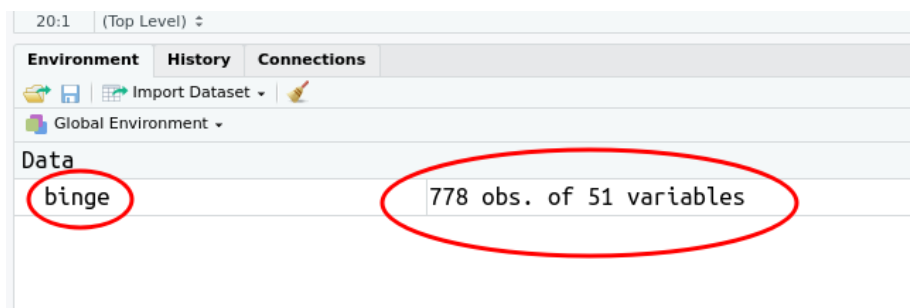 20:1 (Top Level)
Environment History Connections
Import Dataset
Global Environment
Data
binge 778 obs. of 51 variables